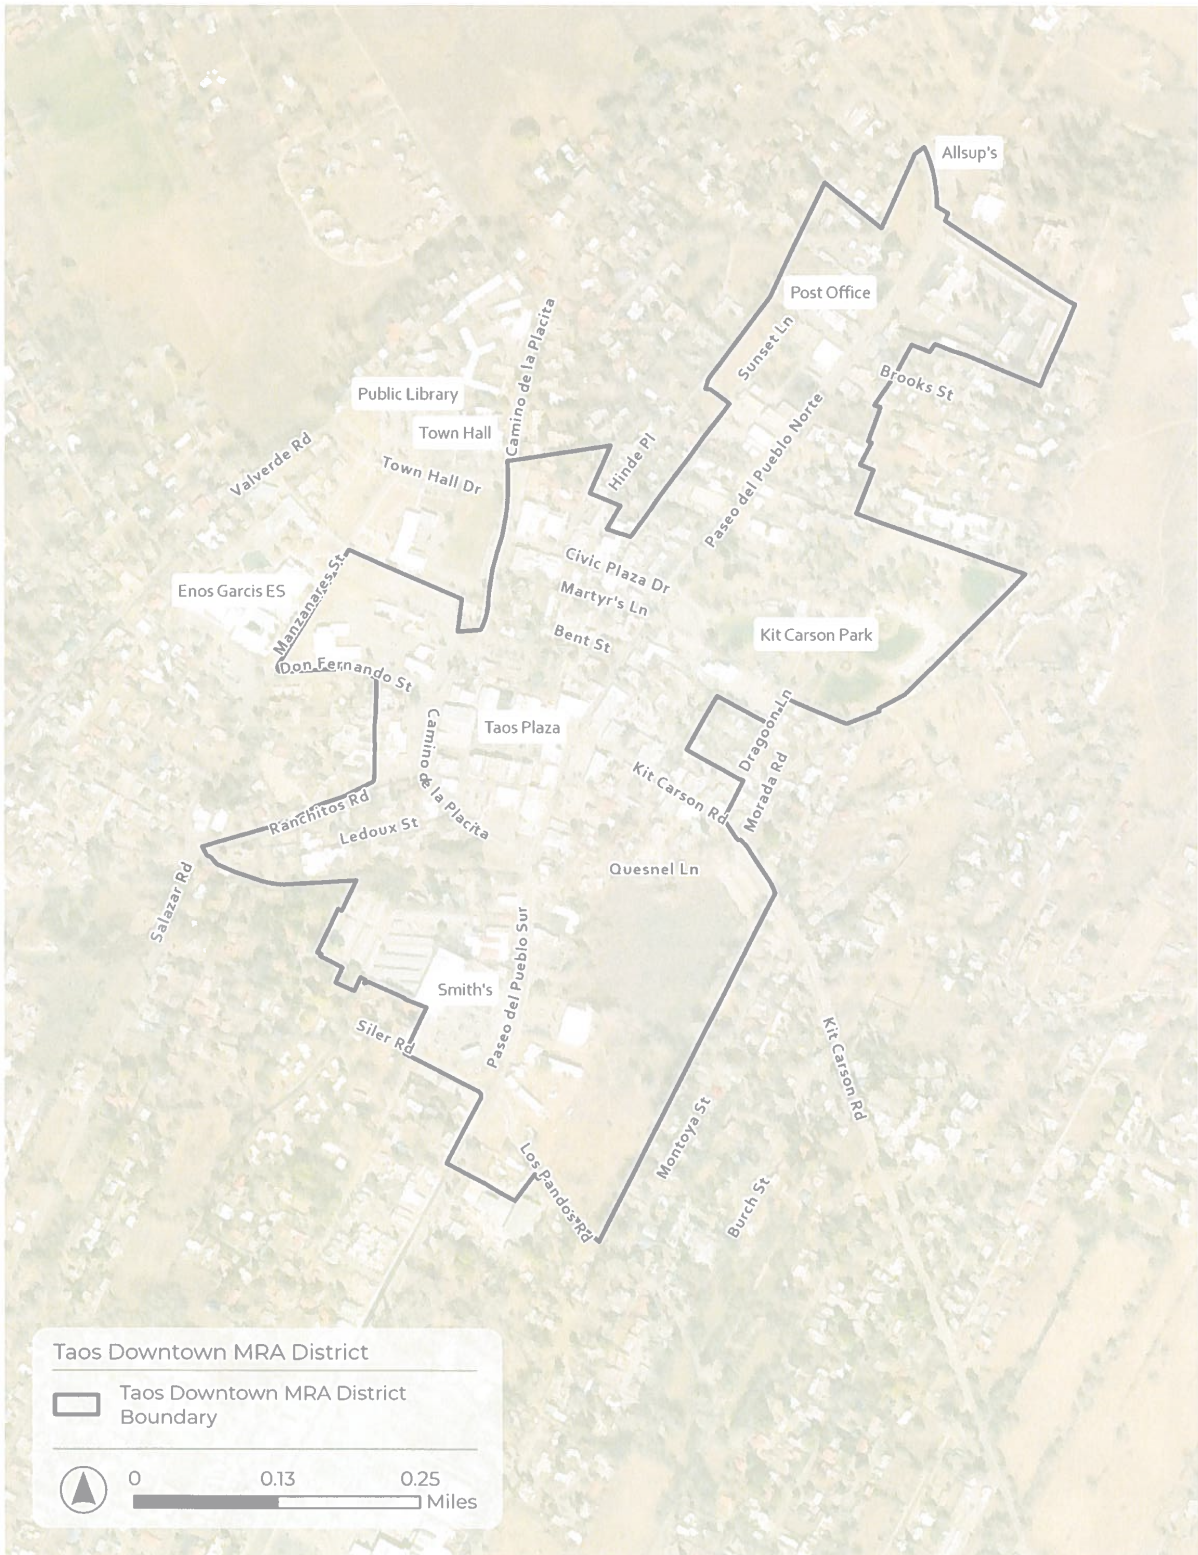 Allsup's
Post Office
Sunset Ln
Camino de la Placita
Brooks St
Public Library
Paseo del Pueblo Norte
Town Hall
Hinde Pl
Valverde Rd
Town Hall Dr
Civic Plaza Dr
Enos Garcis ES
Manzanares St
Martyr's Ln
Bent St
Kit Carson Park
Don Fernando St
Taos Plaza
Dragoon Ln
Camino de la Placita
Kit Carson Rd
Morada Rd
Ranchitos Rd
Ledoux St
Quesnel Ln
Salazar Rd
Paseo del Pueblo Sur
Smith's
Siler Rd
Kit Carson Rd
Montoya St
Los Pandos Rd
Burch St
Taos Downtown MRA District
Taos Downtown MRA District
Boundary
0 0.13 0.25
Miles